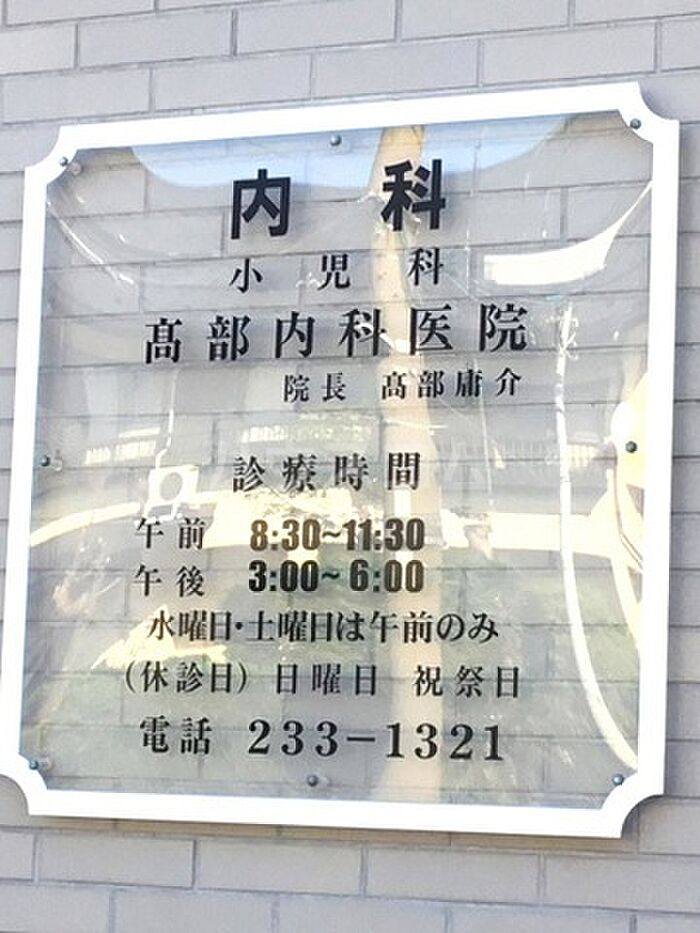 内科
小児科
髙部内科医院
院長 髙部庸介
診療時間
午前 8:30~11:30
午後 3:00~6:00
水曜日・土曜日は午前のみ
(休診日) 日曜日 祝祭日
電話 233-1321